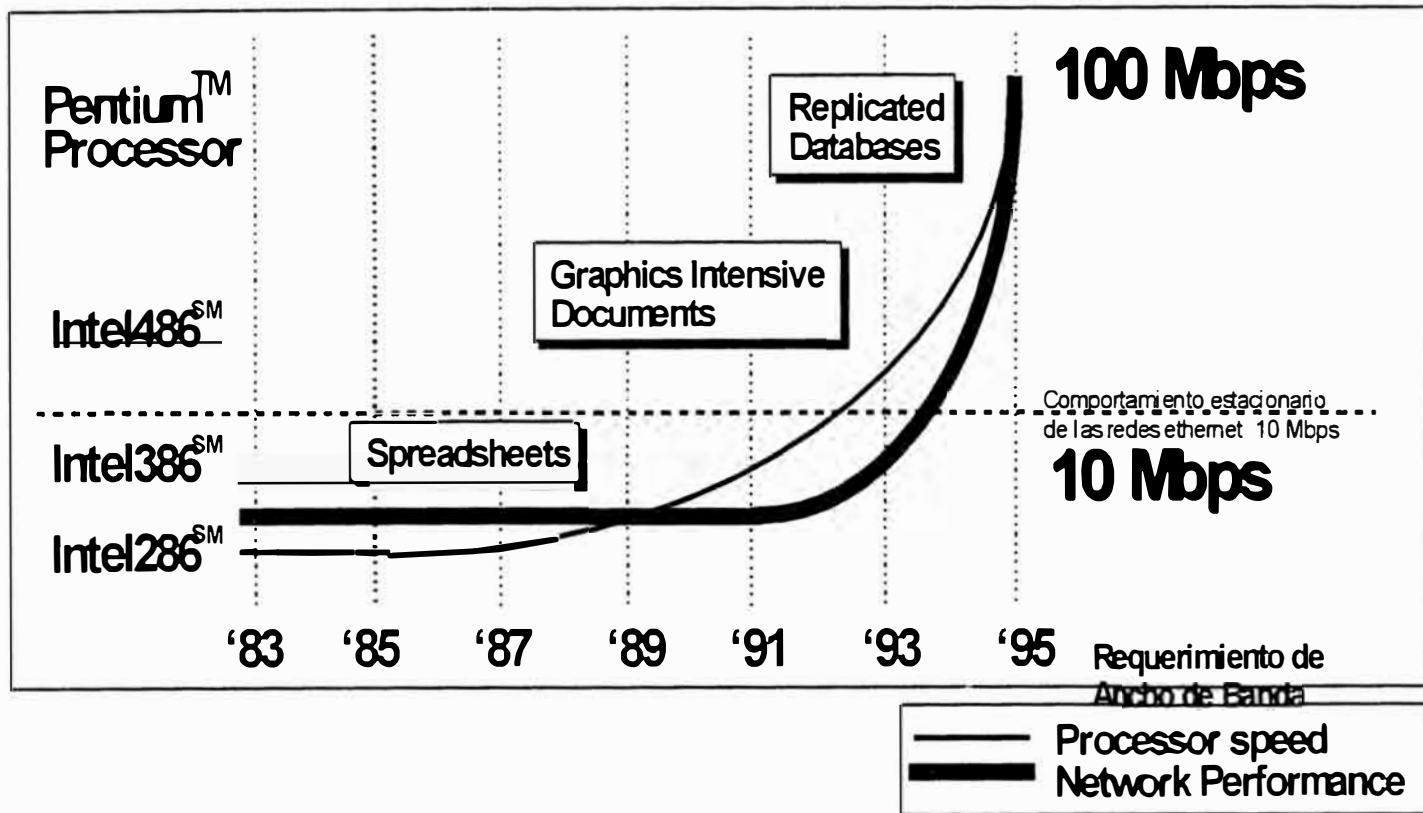 Pentium™
Processor
Intel486℠
Intel386℠
Intel286℠
Replicated
Databases
Graphics Intensive
Documents
Spreadsheets
100 Mbps
Comportamiento estacionario
de las redes ethernet 10 Mbps
10 Mbps
‘83 ‘85 ‘87 ‘89 ‘91 ‘93 ‘95
Requerimiento de
Ancho de Banda
Processor speed
Network Performance